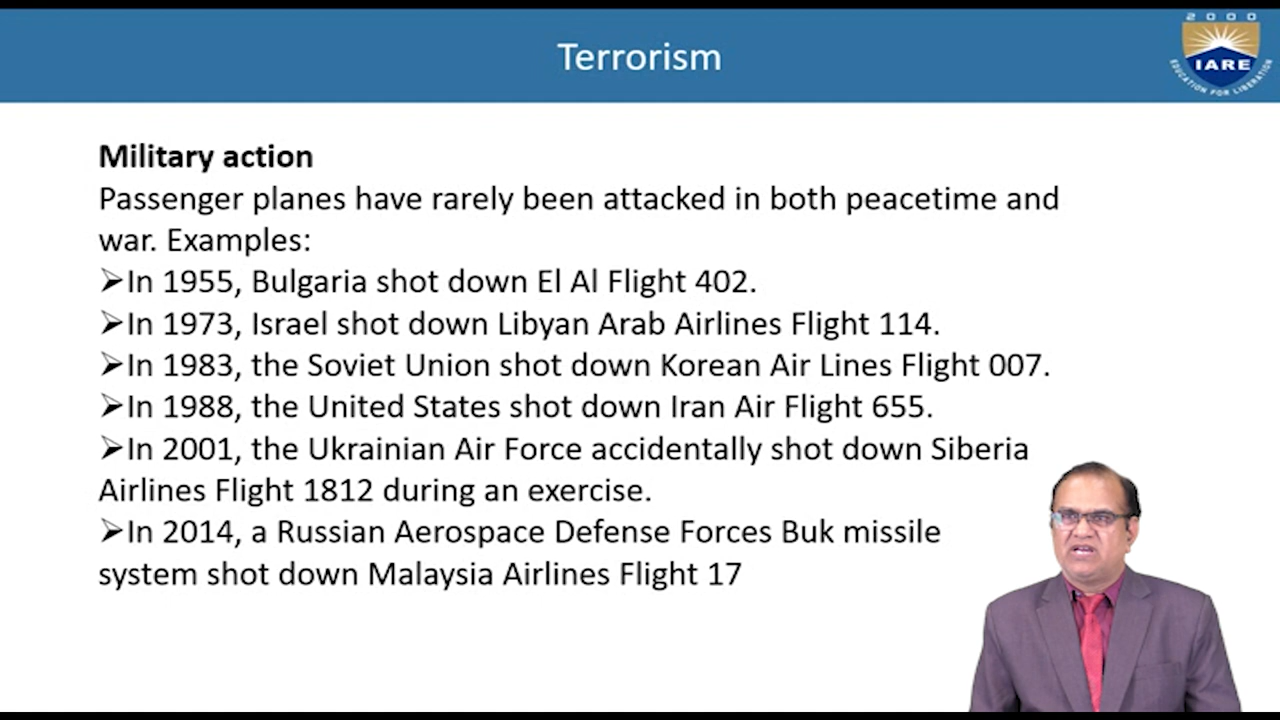 Terrorism
2000
IARE
EDUCATION FOR LIBERATION
Military action
Passenger planes have rarely been attacked in both peacetime and
war. Examples:
➢In 1955, Bulgaria shot down El Al Flight 402.
➢In 1973, Israel shot down Libyan Arab Airlines Flight 114.
➢In 1983, the Soviet Union shot down Korean Air Lines Flight 007.
➢In 1988, the United States shot down Iran Air Flight 655.
➢In 2001, the Ukrainian Air Force accidentally shot down Siberia
Airlines Flight 1812 during an exercise.
➢In 2014, a Russian Aerospace Defense Forces Buk missile
system shot down Malaysia Airlines Flight 17